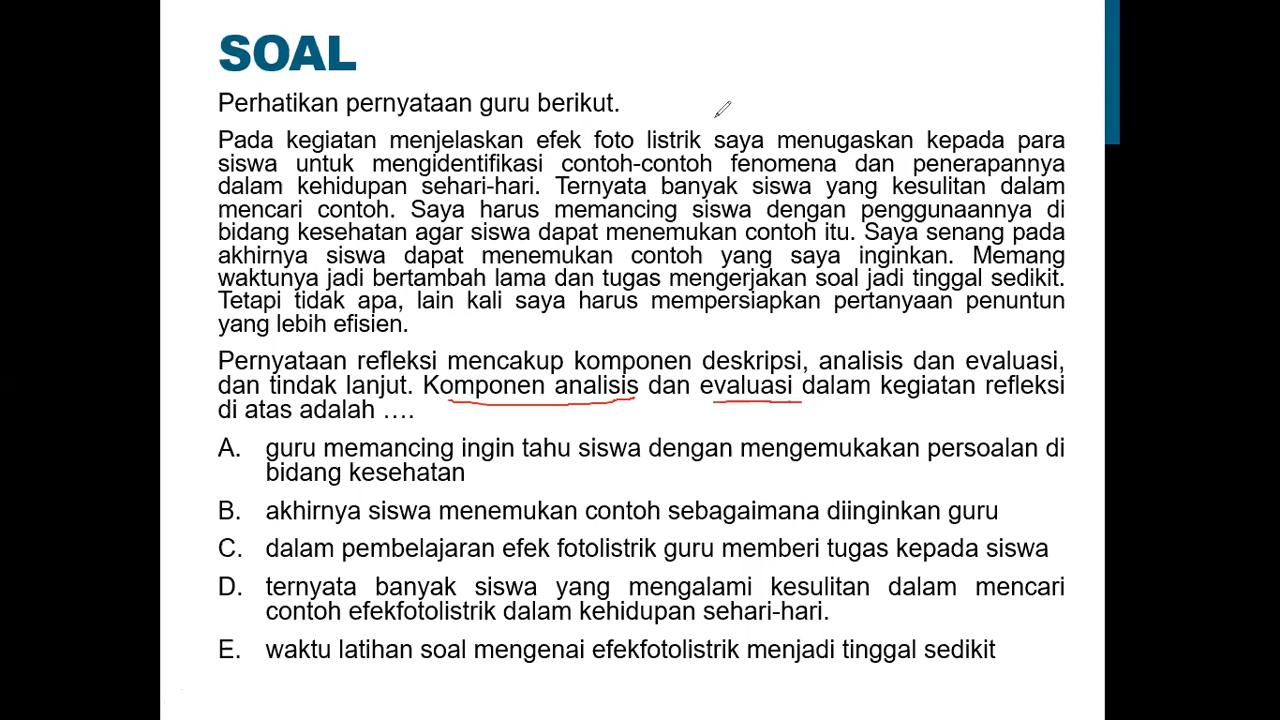 SOAL
Perhatikan pernyataan guru berikut.
Pada kegiatan menjelaskan efek foto listrik saya menugaskan kepada para
siswa untuk mengidentifikasi contoh-contoh fenomena dan penerapannya
dalam kehidupan sehari-hari. Ternyata banyak siswa yang kesulitan dalam
mencari contoh. Saya harus memancing siswa dengan penggunaannya di
bidang kesehatan agar siswa dapat menemukan contoh itu. Saya senang pada
akhirnya siswa dapat menemukan contoh yang saya inginkan. Memang
waktunya jadi bertambah lama dan tugas mengerjakan soal jadi tinggal sedikit.
Tetapi tidak apa, lain kali saya harus mempersiapkan pertanyaan penuntun
yang lebih efisien.
Pernyataan refleksi mencakup komponen deskripsi, analisis dan evaluasi,
dan tindak lanjut. Komponen analisis dan evaluasi dalam kegiatan refleksi
di atas adalah ….
A. guru memancing ingin tahu siswa dengan mengemukakan persoalan di
bidang kesehatan
B. akhirnya siswa menemukan contoh sebagaimana diinginkan guru
C. dalam pembelajaran efek fotolistrik guru memberi tugas kepada siswa
D. ternyata banyak siswa yang mengalami kesulitan dalam mencari
contoh efekfotolistrik dalam kehidupan sehari-hari.
E. waktu latihan soal mengenai efekfotolistrik menjadi tinggal sedikit